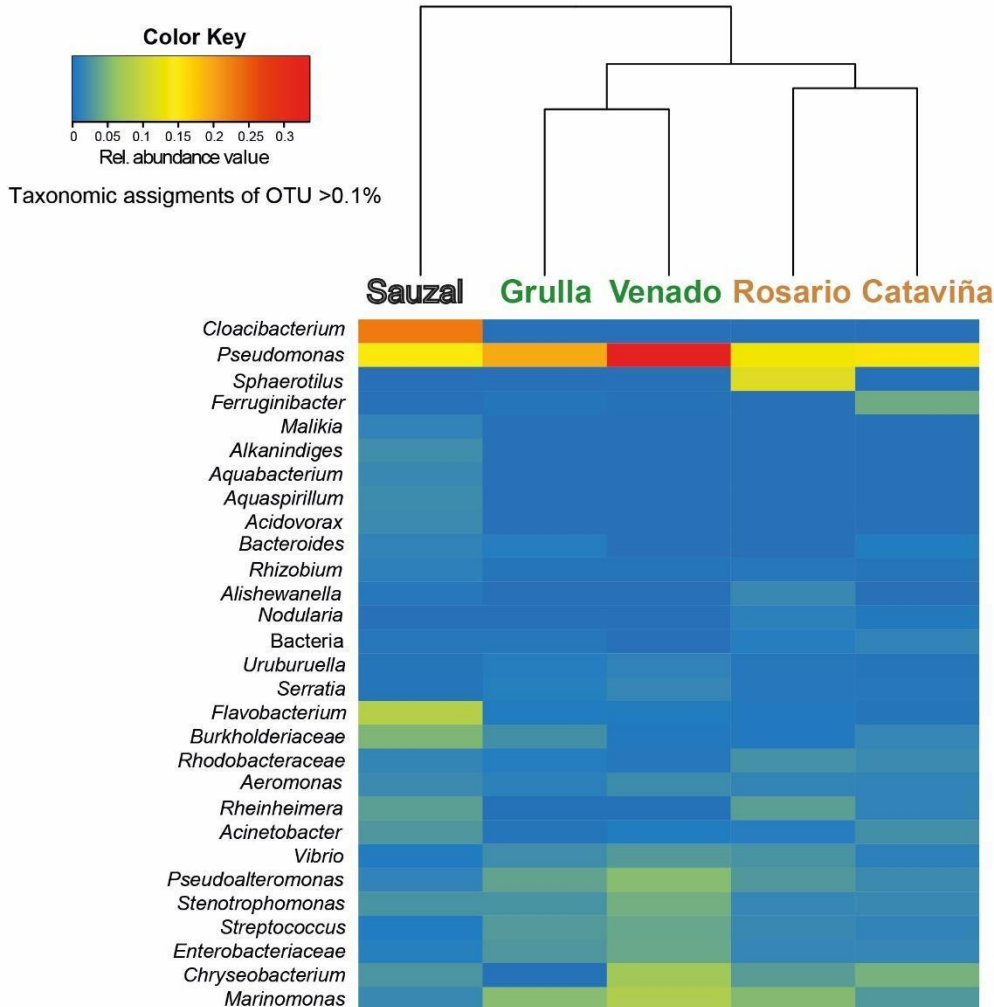 Color Key
0 0.05 0.1 0.15 0.2 0.25 0.3
Rel. abundance value
Taxonomic assigments of OTU >0.1%
Sauzal Grulla Venado Rosario Cataviña
Cloacibacterium
Pseudomonas
Sphaerotilus
Ferruginibacter
Malikia
Alkanindiges
Aquabacterium
Aquaspirillum
Acidovorax
Bacteroides
Rhizobium
Alishewanella
Nodularia
Bacteria
Uruburuella
Serratia
Flavobacterium
Burkholderiaceae
Rhodobacteraceae
Aeromonas
Rheinheimera
Acinetobacter
Vibrio
Pseudoalteromonas
Stenotrophomonas
Streptococcus
Enterobacteriaceae
Chryseobacterium
Marinomonas